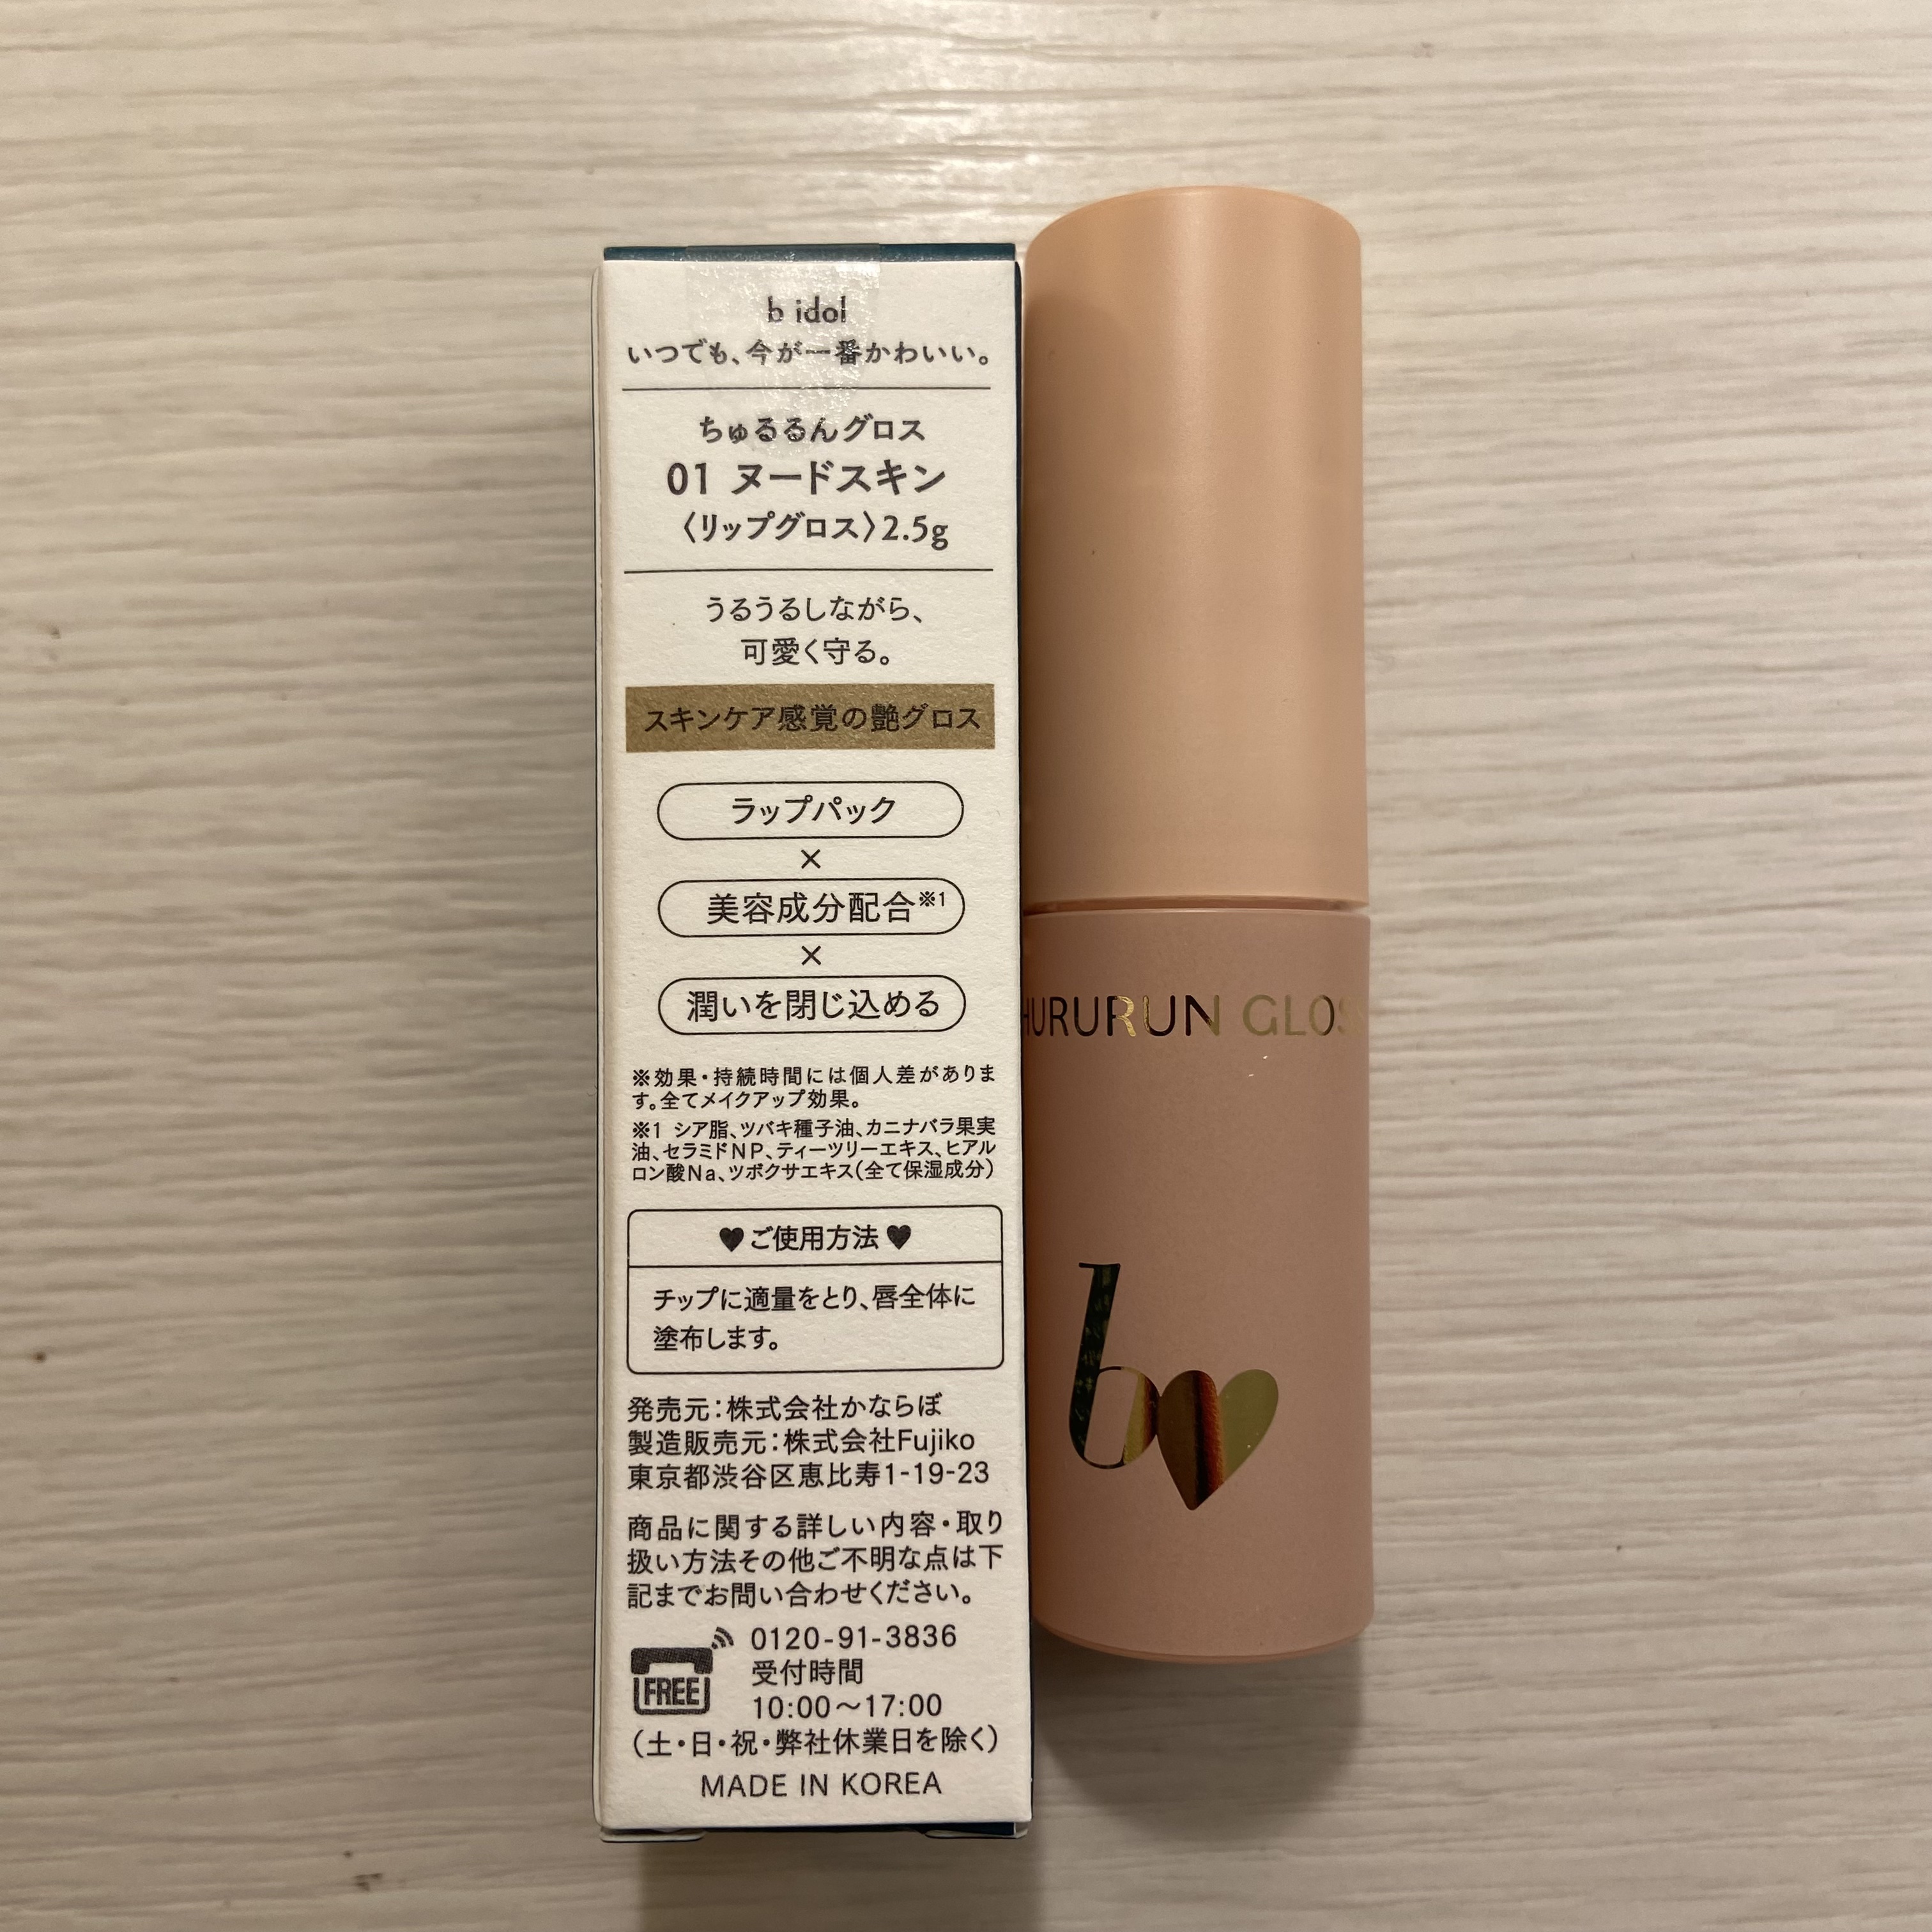 b idol
いつでも、今が一番かわいい。
ちゅるるんグロス
01 ヌードスキン
〈リップグロス〉2.5g
うるうるしながら、
可愛く守る。
スキンケア感覚の艶グロス
ラップパック
×
美容成分配合※1
×
潤いを閉じ込める
※効果・持続時間には個人差がありま
す。全てメイクアップ効果。
※1 シア脂、ツバキ種子油、カニナバラ果実
油、セラミドNP、ティーツリーエキス、ヒアル
ロン酸Na、ツボクサエキス(全て保湿成分)
♥ご使用方法♥
チップに適量をとり、唇全体に
塗布します。
発売元：株式会社かならぼ
製造販売元：株式会社Fujiko
東京都渋谷区恵比寿1-19-23
商品に関する詳しい内容・取り
扱い方法その他ご不明な点は下
記までお問い合わせください。
FREE
0120-91-3836
受付時間
10:00〜17:00
(土・日・祝・弊社休業日を除く)
MADE IN KOREA
HURURUN GLOS
b